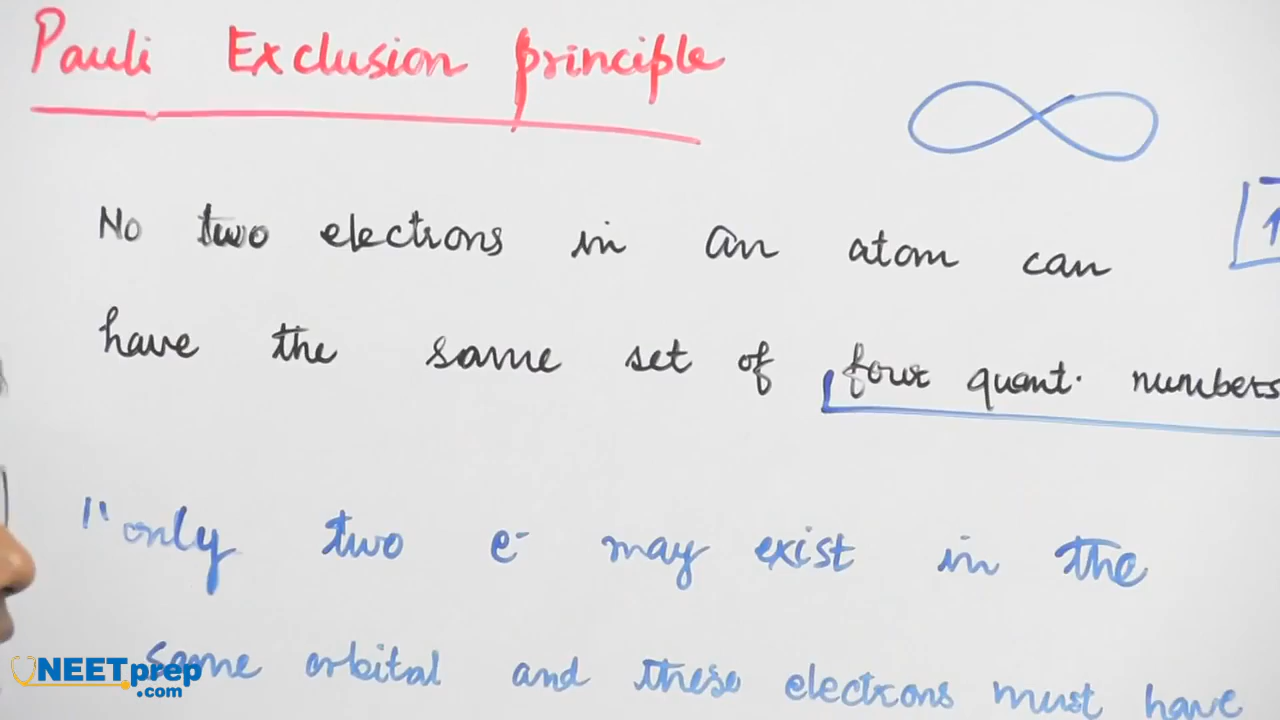 Pauli Exclusion principle
No two electrons in an atom can
have the same set of four quant. numbers
"only two e- may exist in the
same orbital and these electrons must have
NEETprep
.com